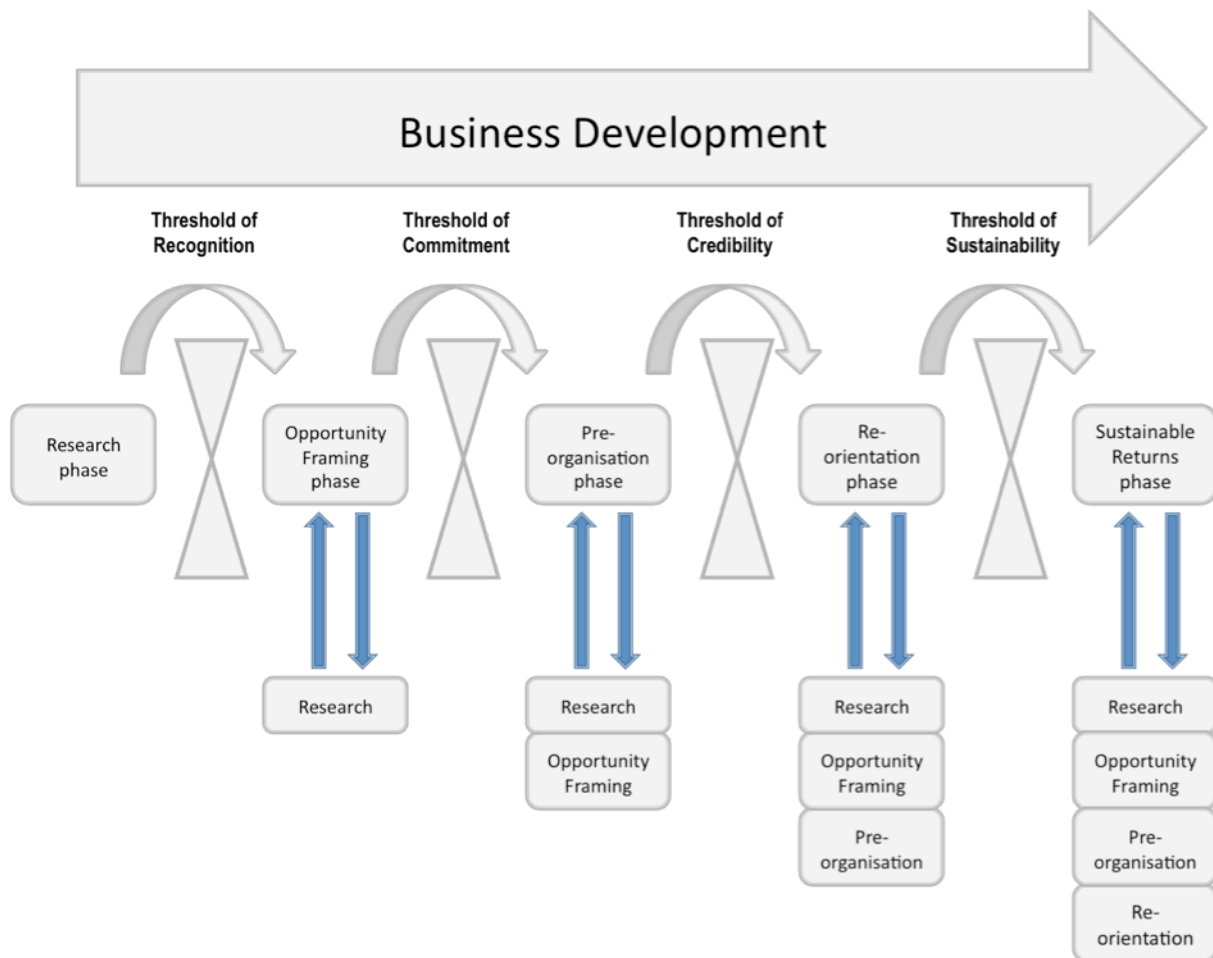 Business Development
Threshold of
Recognition
Threshold of
Commitment
Threshold of
Credibility
Threshold of
Sustainability
Research
phase
Opportunity
Framing
phase
Pre-
organisation
phase
Re-
orientation
phase
Sustainable
Returns
phase
Research
Research
Opportunity
Framing
Research
Opportunity
Framing
Pre-
organisation
Research
Opportunity
Framing
Pre-
organisation
Re-
orientation